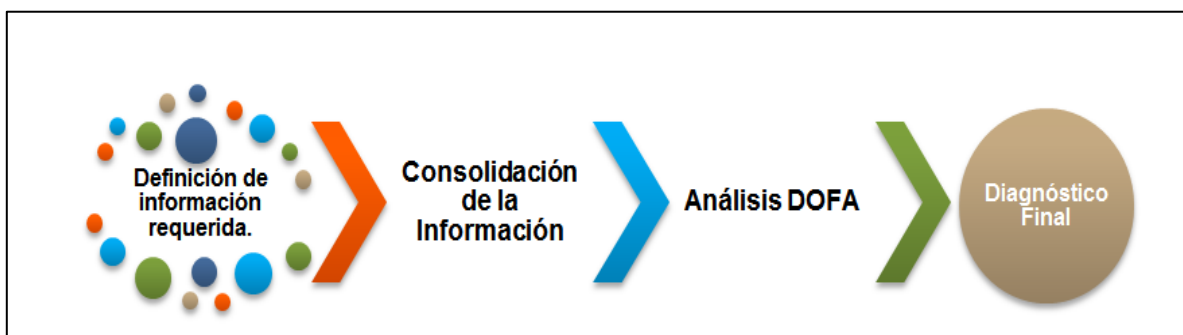 Definición de
información
requerida.
Consolidación
de la
Información
Análisis DOFA
Diagnóstico
Final